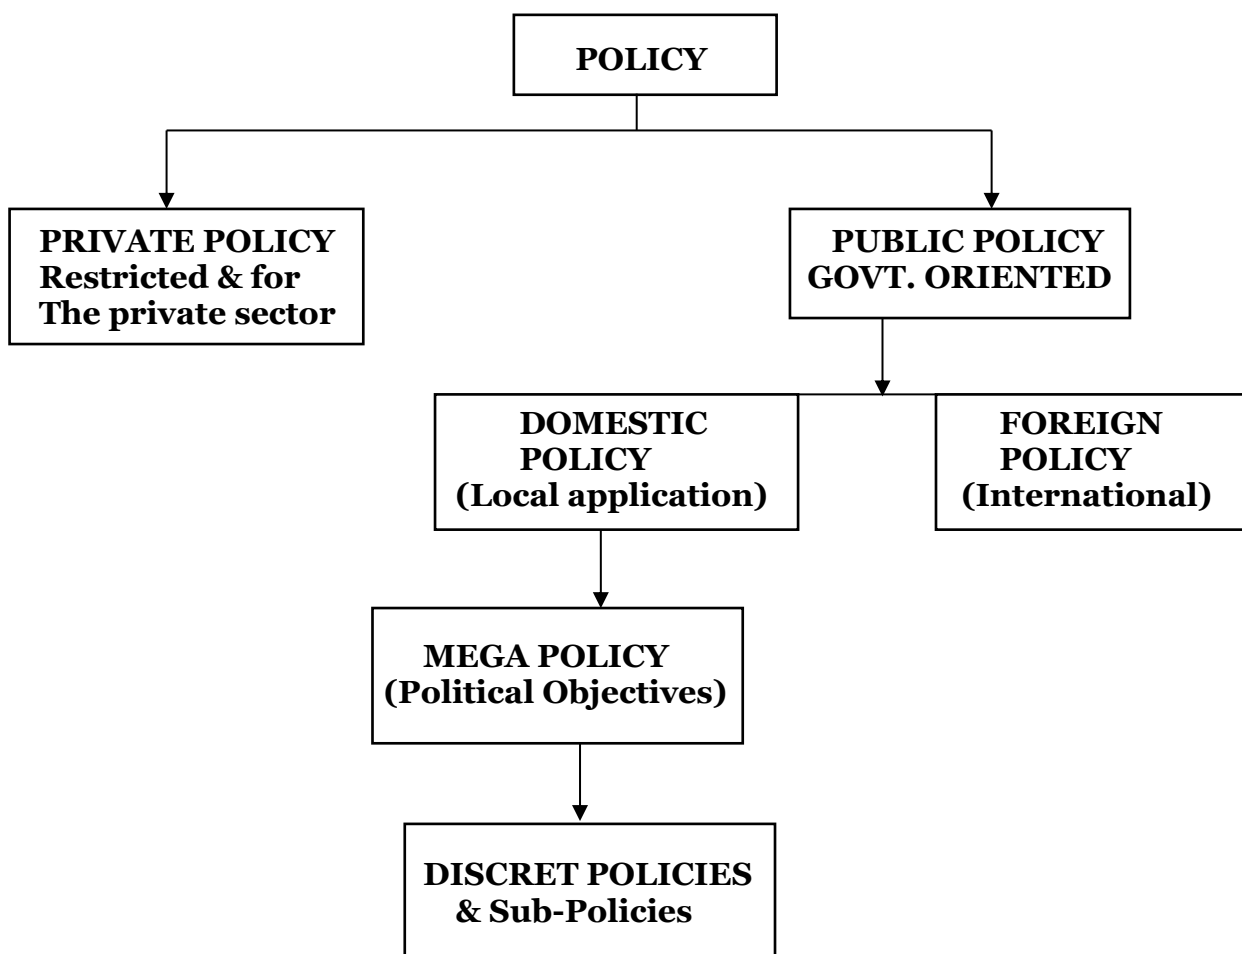 POLICY
PRIVATE POLICY
Restricted & for
The private sector
PUBLIC POLICY
GOVT. ORIENTED
DOMESTIC
POLICY
(Local application)
FOREIGN
POLICY
(International)
MEGA POLICY
(Political Objectives)
DISCRET POLICIES
& Sub-Policies